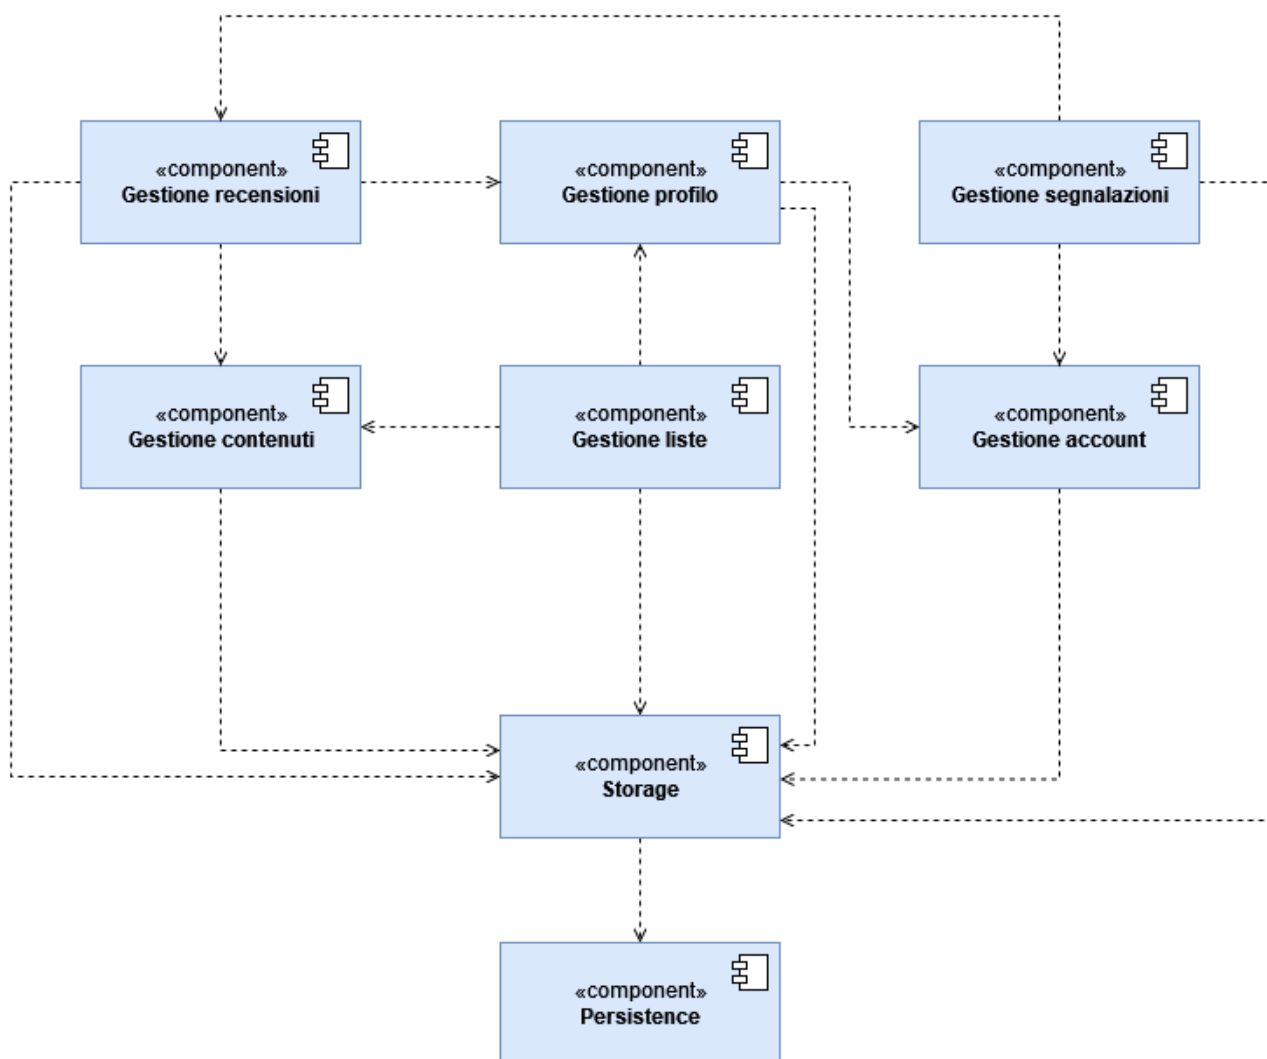 «component»
Gestione recensioni
«component»
Gestione profilo
«component»
Gestione segnalazioni
«component»
Gestione contenuti
«component»
Gestione liste
«component»
Gestione account
«component»
Storage
«component»
Persistence